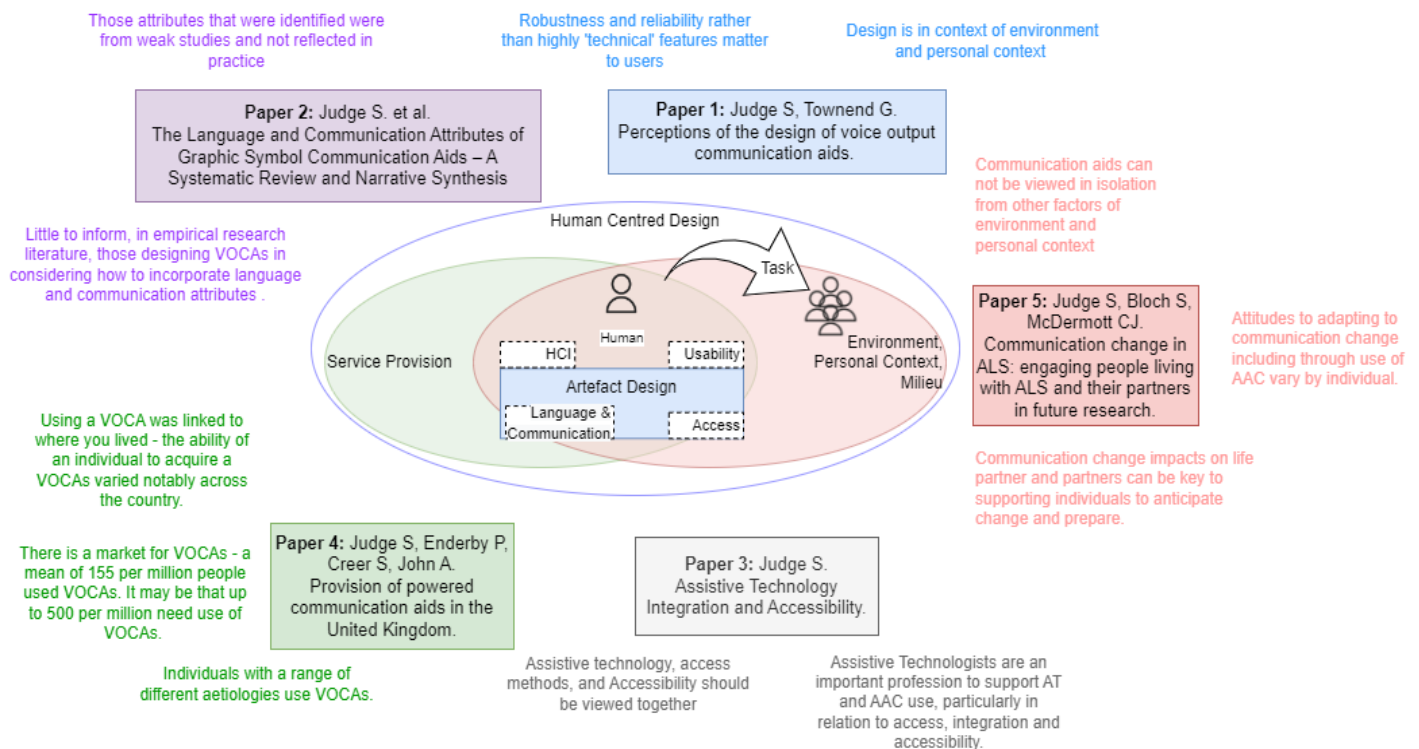 Those attributes that were identified were
from weak studies and not reflected in
practice
Robustness and reliability rather
than highly 'technical' features matter
to users
Design is in context of environment
and personal context
Paper 2: Judge S. et al.
The Language and Communication Attributes of
Graphic Symbol Communication Aids – A
Systematic Review and Narrative Synthesis
Paper 1: Judge S, Townend G.
Perceptions of the design of voice output
communication aids.
Communication aids can
not be viewed in isolation
from other factors of
environment and
personal context
Little to inform, in empirical research
literature, those designing VOCAs in
considering how to incorporate language
and communication attributes .
Human Centred Design
Task
Human
Service Provision
HCI
Usability
Environment,
Personal Context,
Milieu
Artefact Design
Language &
Communication
Access
Paper 5: Judge S, Bloch S,
McDermott CJ.
Communication change in
ALS: engaging people living
with ALS and their partners
in future research.
Attitudes to adapting to
communication change
including through use of
AAC vary by individual.
Using a VOCA was linked to
where you lived - the ability of
an individual to acquire a
VOCAs varied notably across
the country.
Communication change impacts on life
partner and partners can be key to
supporting individuals to anticipate
change and prepare.
There is a market for VOCAs - a
mean of 155 per million people
used VOCAs. It may be that up
to 500 per million need use of
VOCAs.
Paper 4: Judge S, Enderby P,
Creer S, John A.
Provision of powered
communication aids in the
United Kingdom.
Paper 3: Judge S.
Assistive Technology
Integration and Accessibility.
Individuals with a range of
different aetiologies use VOCAs.
Assistive technology, access
methods, and Accessibility should
be viewed together
Assistive Technologists are an
important profession to support AT
and AAC use, particularly in
relation to access, integration and
accessibility.